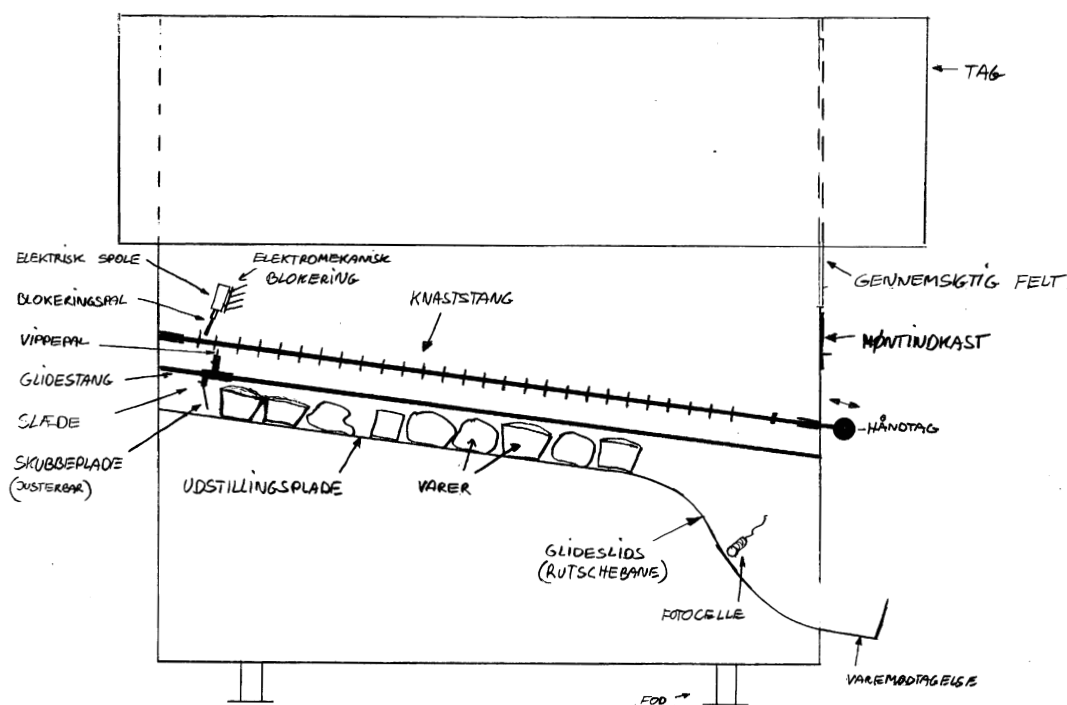 TAG
ELEKTRISK SPOLE
ELEKTROMEKANISK
BLOKERING
GENNEMSIGTIG FELT
BLOKERINGSPAL
KNASTSTANG
VIPPEPAL
MØNTINDKAST
GLIDESTANG
SLÆDE
HÅNDTAG
SKUBBEPLADE
(JUSTERBAR)
UDSTILLINGSPLADE
VARER
GLIDESLIDS
(RUTSCHEBANE)
FOTOCELLE
VAREMODTAGELSE
FOD